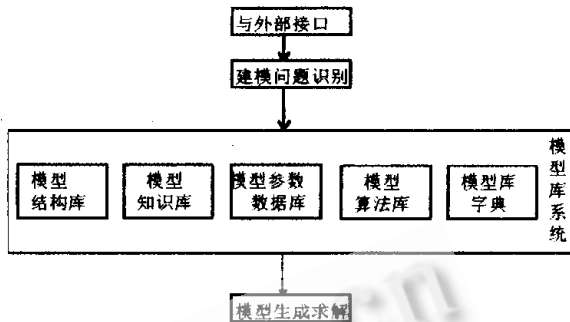 与外部接口
建模问题识别
模型
结构库
模型
知识库
模型参数
数据库
模型
算法库
模型库
字典
模型库系统
模型生成求解